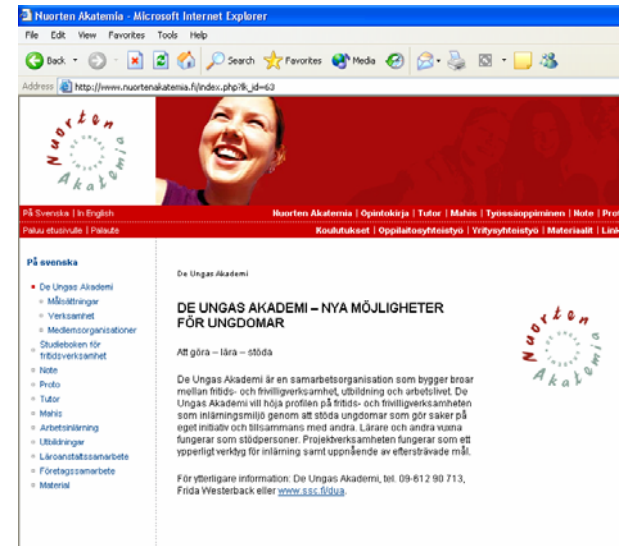 Nuorten Akatemia - Microsoft Internet Explorer
File Edit View Favorites Tools Help
Back Search Favorites Media
Address http://www.nuortenakatemia.fi/index.php?k_id=63
Nuorten Akatemia
På Svenska | In English
Nuorten Akatemia | Opintokirja | Tutor | Mahis | Työssäoppiminen | Note | Prot
Paluu etusivulle | Palaute
Koulutukset | Oppilaitosyhteistyö | Yritysyhteistyö | Materiaalit | Link
På svenska
De Ungas Akademi
Målsättningar
Verksamhet
Medlemsorganisationer
Studieboken för
fritidsverksamhet
Note
Proto
Tutor
Mahis
Arbetsinlärning
Utbildningar
Läroanstaltssamarbete
Företagssamarbete
Material
De Ungas Akademi
DE UNGAS AKADEMI – NYA MÖJLIGHETER
FÖR UNGDOMAR
Att göra – lära – stöda
De Ungas Akademi är en samarbetsorganisation som bygger broar
mellan fritids- och frivilligverksamhet, utbildning och arbetslivet. De
Ungas Akademi vill höja profilen på fritids- och frivilligverksamheten
som inlärningsmiljö genom att stöda ungdomar som gör saker på
eget initiativ och tillsammans med andra. Lärare och andra vuxna
fungerar som stödpersoner. Projektverksamheten fungerar som ett
ypperligt verktyg för inlärning samt uppnående av eftersträvade mål.
För ytterligare information: De Ungas Akademi, tel. 09-612 90 713,
Frida Westerback eller www.ssc.fi/dua.
Nuorten Akatemia